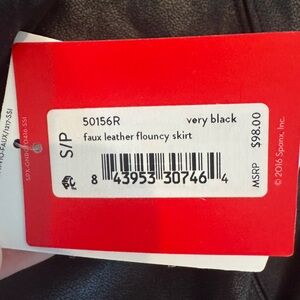 50156R very black
faux leather flouncy skirt
S/P
8 43953 30746 4
MSRP $98.00
© 2016 Spanx, Inc.